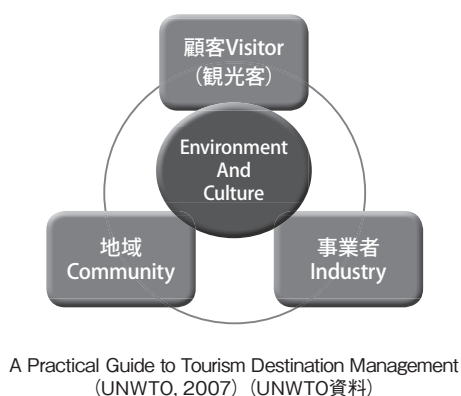 顧客Visitor
（観光客）
Environment
And
Culture
地域
Community
事業者
Industry
A Practical Guide to Tourism Destination Management
（UNWTO, 2007）（UNWTO資料）